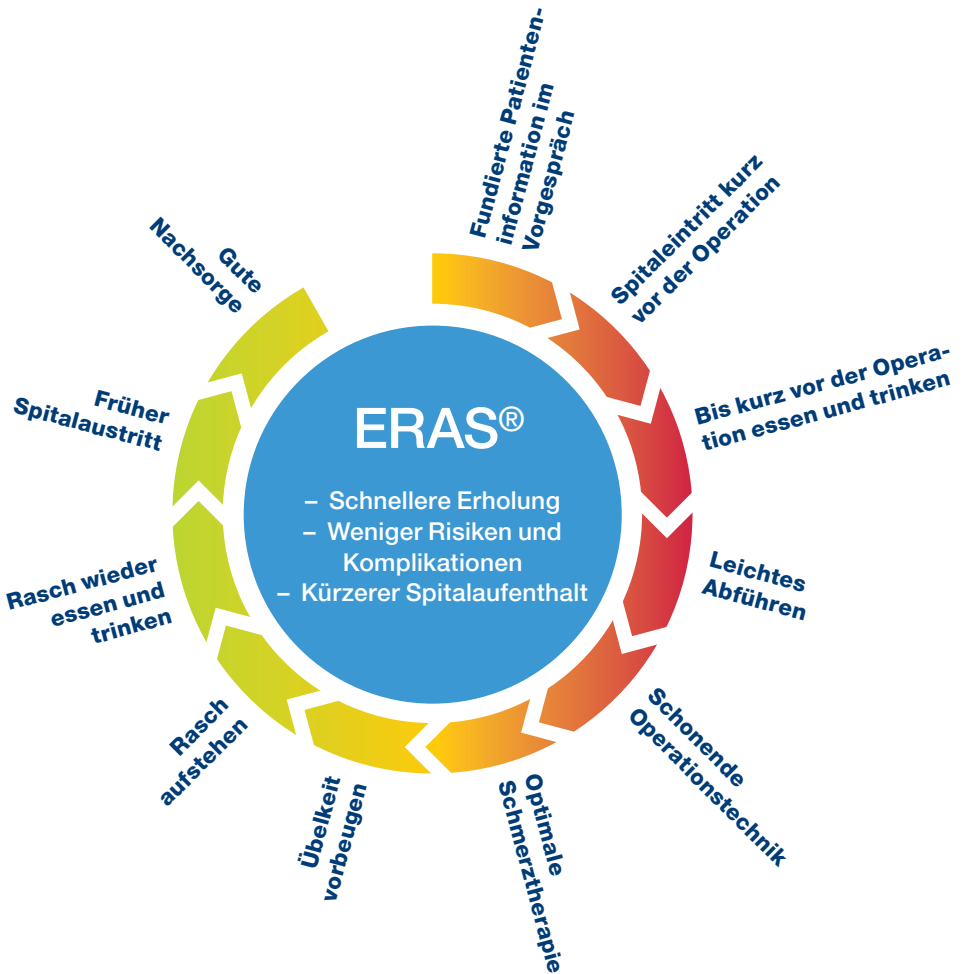 ERAS®
– Schnellere Erholung
– Weniger Risiken und
Komplikationen
– Kürzerer Spitalaufenthalt
Fundierte Patienten-
information im
Vorgespräch
Spitaleintritt kurz
vor der Operation
Bis kurz vor der Opera-
tion essen und trinken
Leichtes
Abführen
Schonende
Operationstechnik
Optimale
Schmerztherapie
Übelkeit
vorbeugen
Rasch
aufstehen
Rasch wieder
essen und
trinken
Früher
Spitalaustritt
Gute
Nachsorge